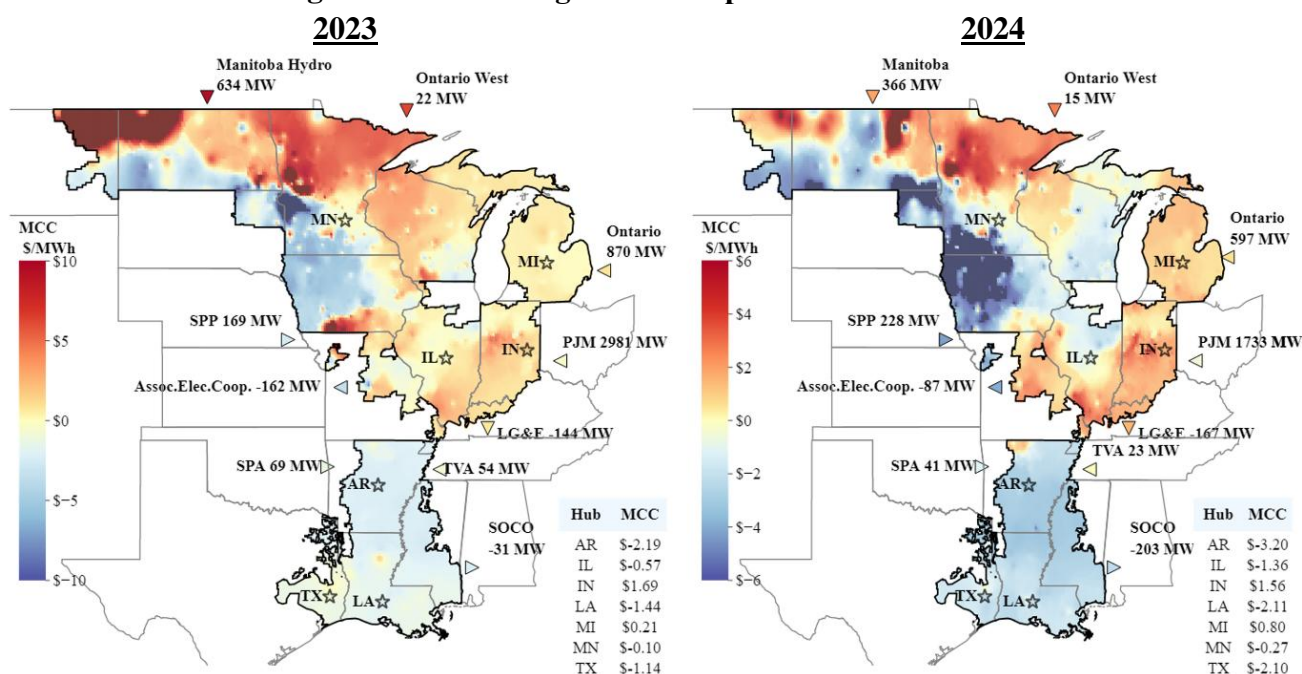 2023
2024
Manitoba Hydro
634 MW
Ontario West
22 MW
MN
MI
Ontario
870 MW
MCC
$/MWh
$10
$5
$0
$−5
$−10
SPP 169 MW
IL
IN
PJM 2981 MW
Assoc.Elec.Coop. -162 MW
LG&E -144 MW
SPA 69 MW
TVA 54 MW
AR
SOCO
-31 MW
TX
LA
Hub MCC
AR $-2.19
IL $-0.57
IN $1.69
LA $-1.44
MI $0.21
MN $-0.10
TX $-1.14
Manitoba
366 MW
Ontario West
15 MW
MN
MI
Ontario
597 MW
MCC
$/MWh
$6
$4
$2
$0
$−2
$−4
$−6
SPP 228 MW
IL
IN
PJM 1733 MW
Assoc.Elec.Coop. -87 MW
LG&E -167 MW
TVA 23 MW
SPA 41 MW
AR
SOCO
-203 MW
TX
LA
Hub MCC
AR $-3.20
IL $-1.36
IN $1.56
LA $-2.11
MI $0.80
MN $-0.27
TX $-2.10